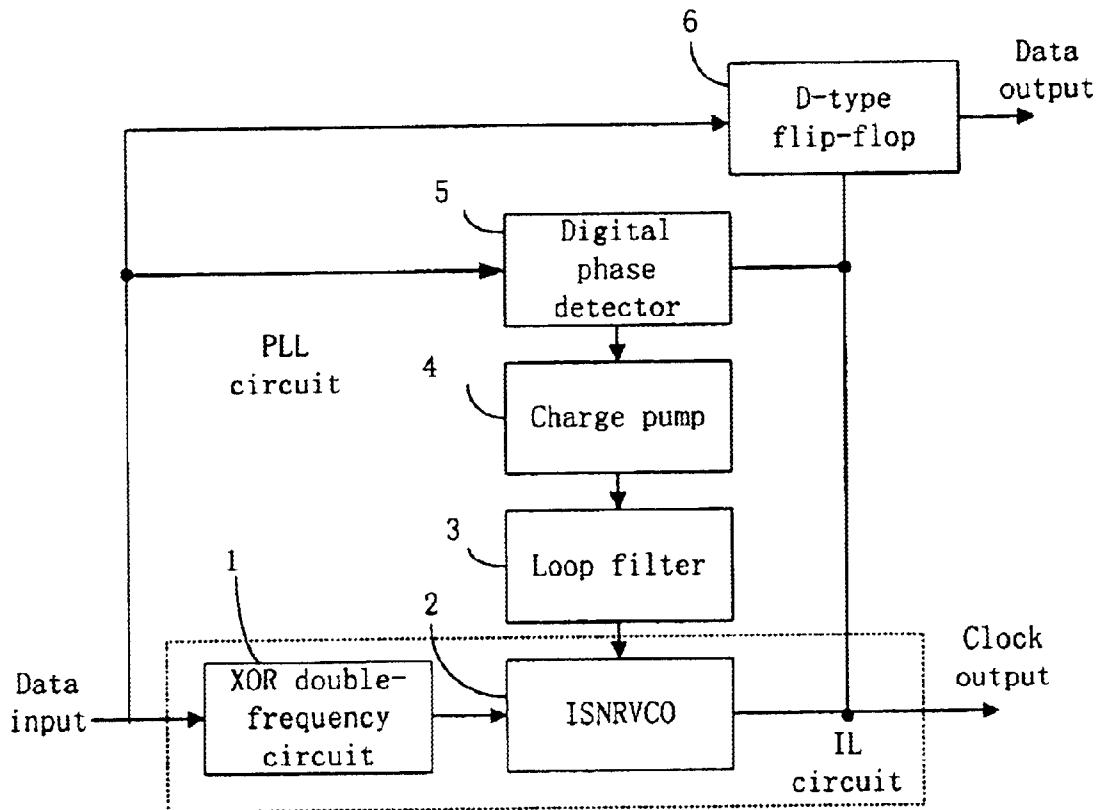 6
Data
output
D-type
flip-flop
5
Digital
phase
detector
PLL
circuit
4
Charge pump
3
Loop filter
1
2
Data
input
XOR double-
frequency
circuit
ISNRVCO
Clock
output
IL
circuit